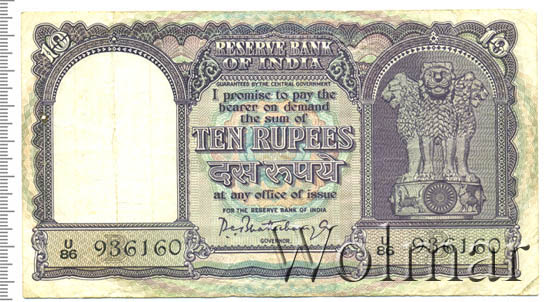 10
10
RESERVE BANK
OF INDIA
GUARANTEED BY THE CENTRAL GOVERNMENT
I promise to pay the
bearer on demand
the sum of
TEN RUPEES
दस रूपये
at any office of issue
FOR THE RESERVE BANK OF INDIA
GOVERNOR
U/86 936160
U/86 936160
Wolmar